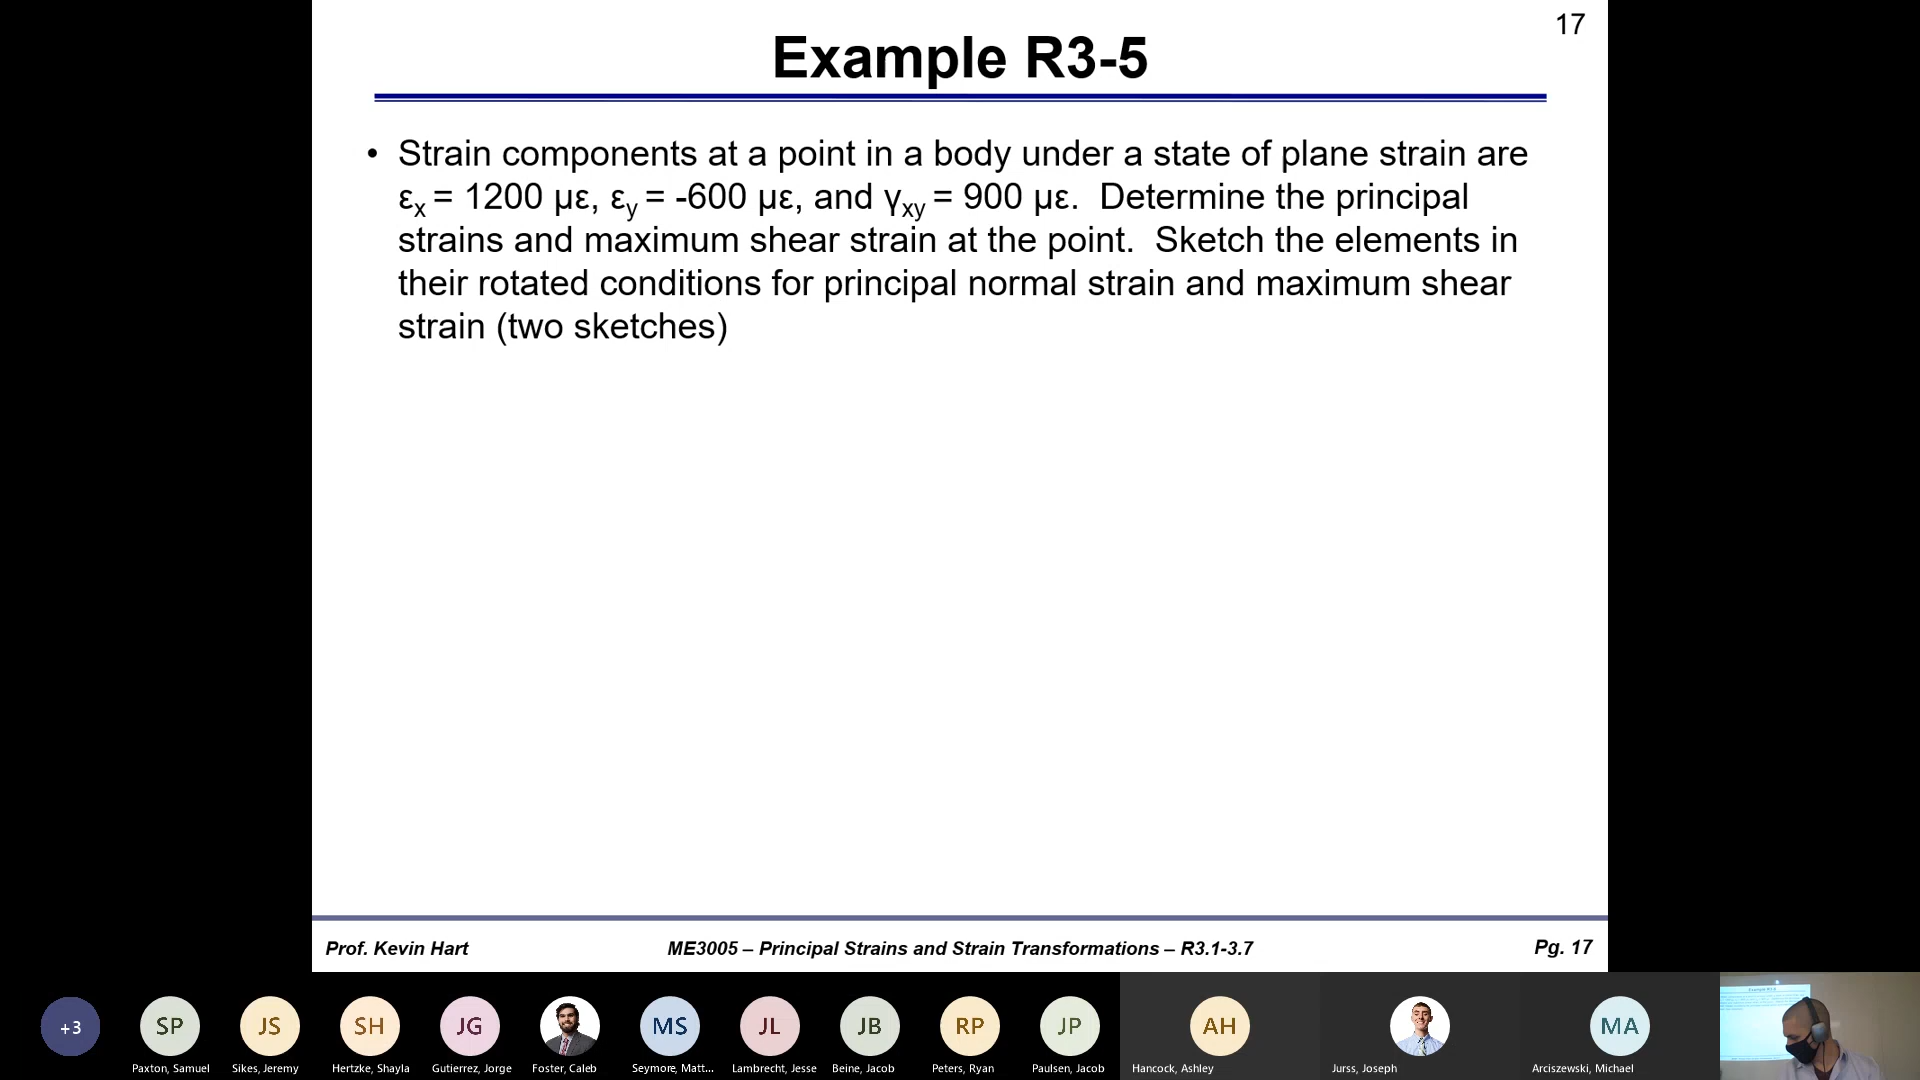 17
Example R3-5
• Strain components at a point in a body under a state of plane strain are
εx = 1200 µε, εy = -600 µε, and γxy = 900 µε.  Determine the principal
strains and maximum shear strain at the point.  Sketch the elements in
their rotated conditions for principal normal strain and maximum shear
strain (two sketches)
Prof. Kevin Hart ME3005 – Principal Strains and Strain Transformations – R3.1-3.7 Pg. 17
+3 SP JS SH JG MS JL JB RP JP AH MA
Paxton, Samuel Sikes, Jeremy Hertzke, Shayla Gutierrez, Jorge Foster, Caleb Seymore, Matt... Lambrecht, Jesse Beine, Jacob Peters, Ryan Paulsen, Jacob Hancock, Ashley Jurss, Joseph Arciszewski, Michael